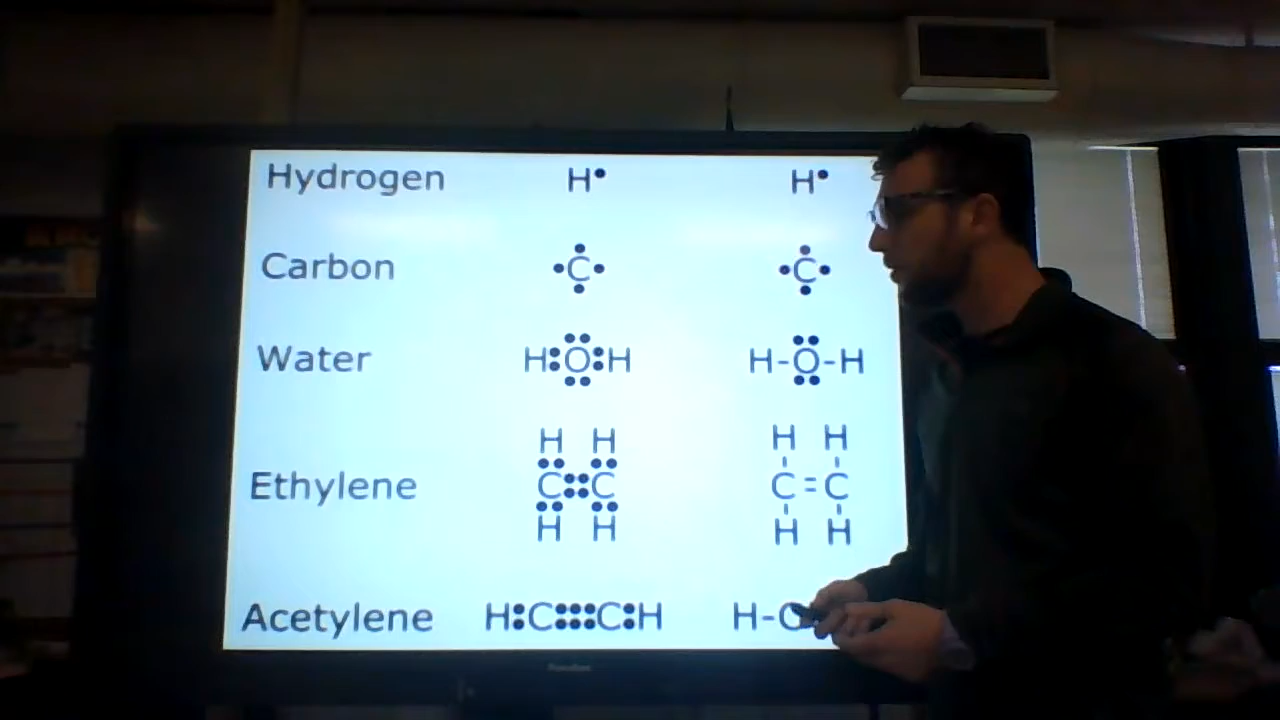 Hydrogen H• H•
Carbon •C• •C•
Water H:O:H H-O-H
H H H H
Ethylene C::C C=C
H H H H
Acetylene H:C:::C:H H-